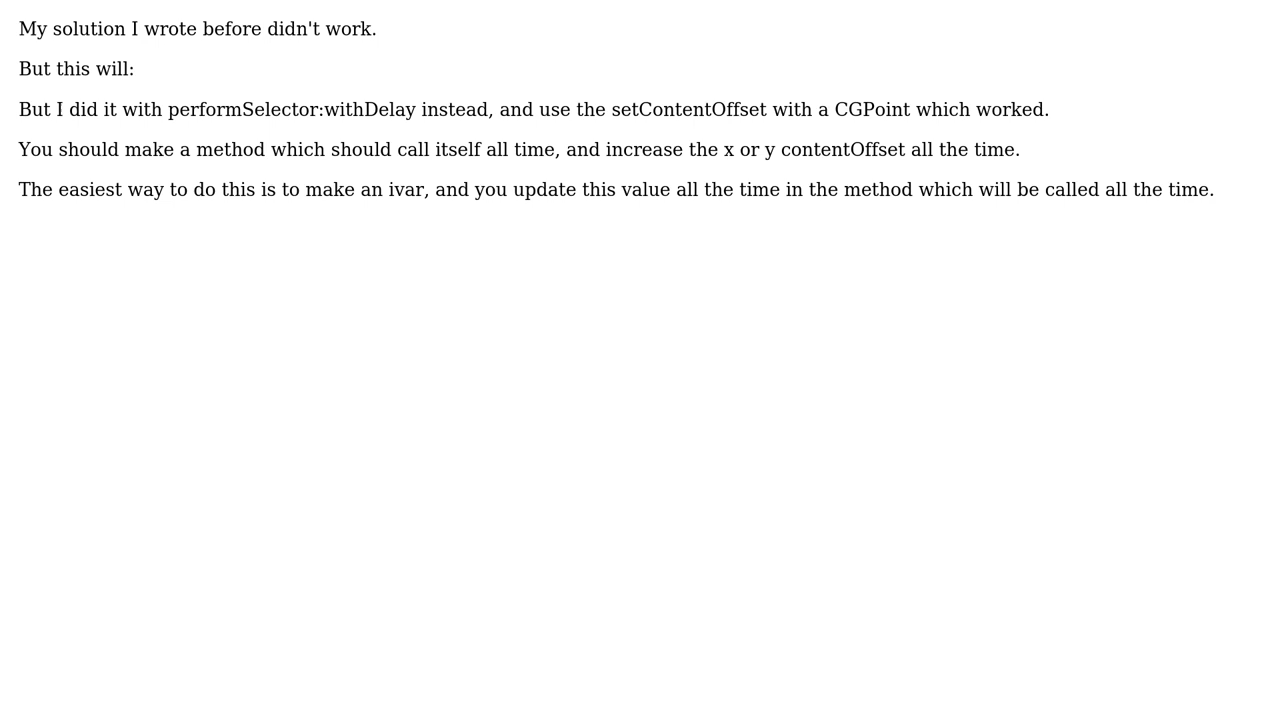 My solution I wrote before didn't work.
But this will:
But I did it with performSelector:withDelay instead, and use the setContentOffset with a CGPoint which worked.
You should make a method which should call itself all time, and increase the x or y contentOffset all the time.
The easiest way to do this is to make an ivar, and you update this value all the time in the method which will be called all the time.